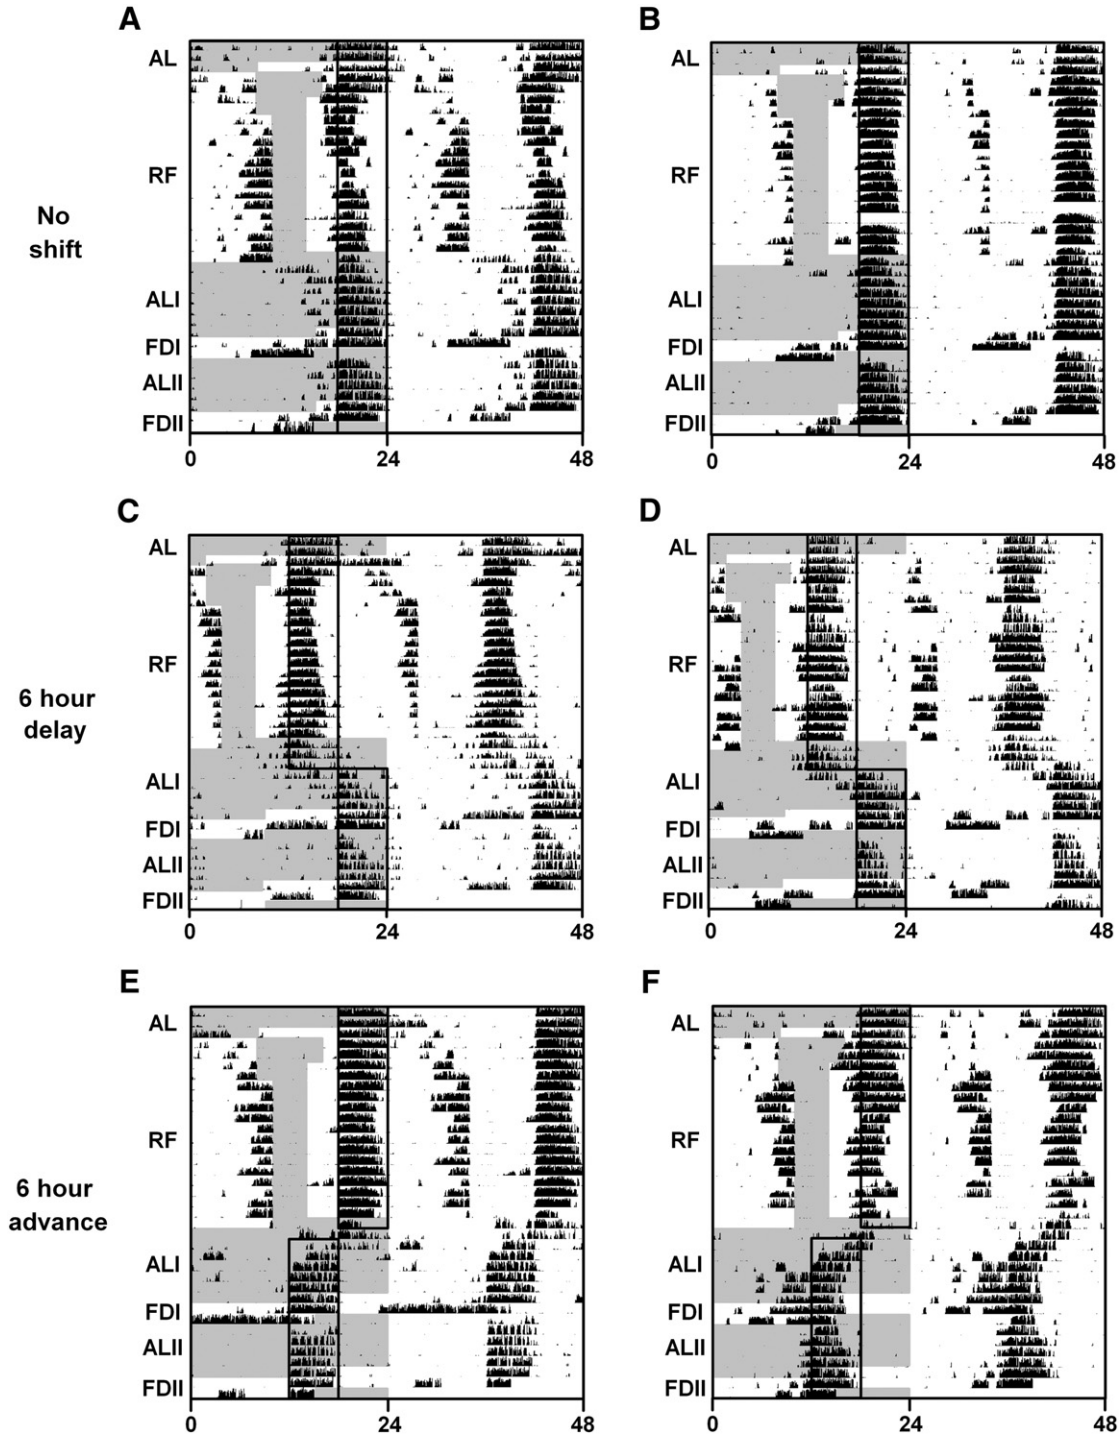 A
B
AL
RF
ALI
FDI
ALII
FDII
No
shift
0
24
48
0
24
48
C
D
AL
RF
ALI
FDI
ALII
FDII
6 hour
delay
0
24
48
0
24
48
E
F
AL
RF
ALI
FDI
ALII
FDII
6 hour
advance
0
24
48
0
24
48
AL
RF
ALI
FDI
ALII
FDII
AL
RF
ALI
FDI
ALII
FDII
AL
RF
ALI
FDI
ALII
FDII